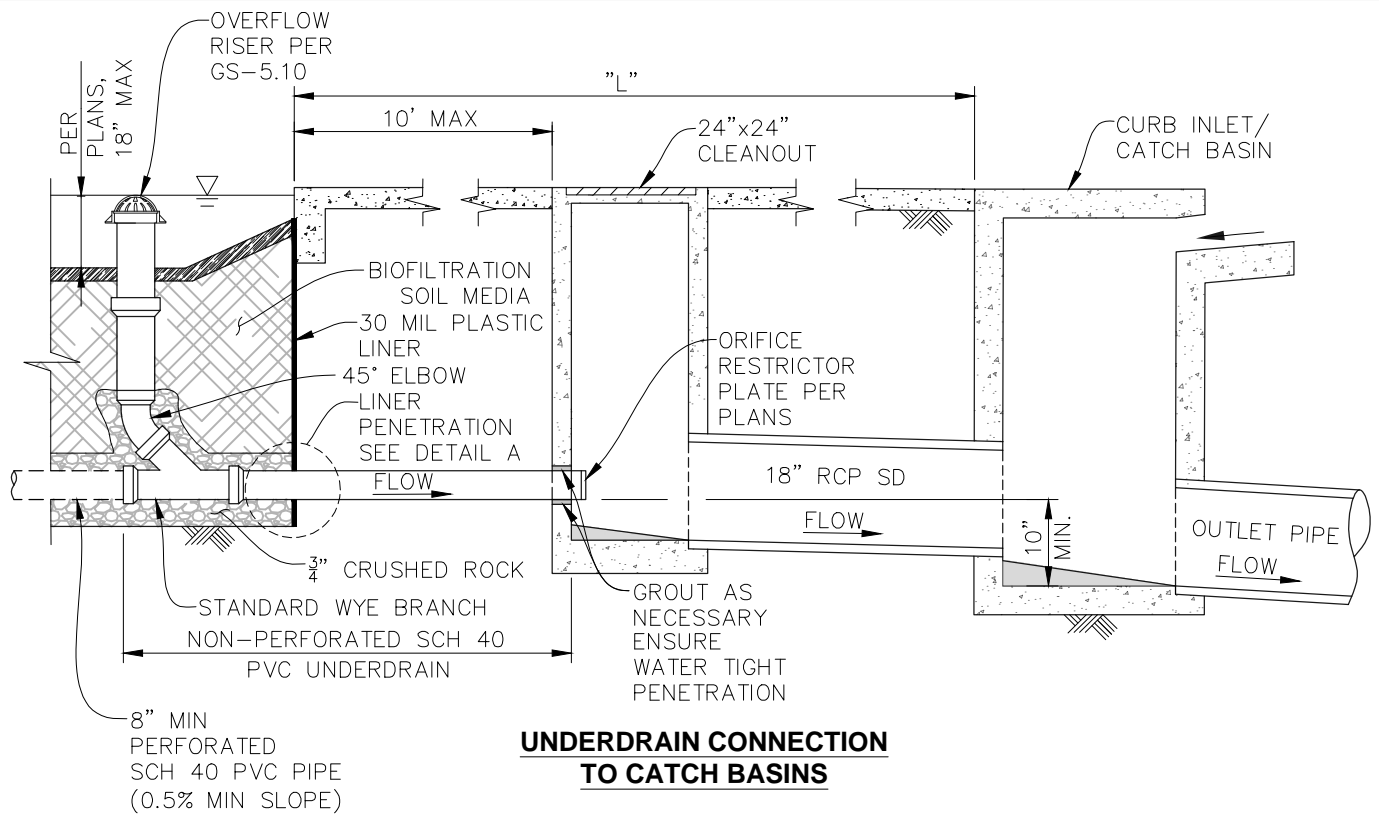 OVERFLOW
RISER PER
GS-5.10
PER
PLANS,
18" MAX
"L"
10' MAX
24"x24"
CLEANOUT
CURB INLET/
CATCH BASIN
BIOFILTRATION
SOIL MEDIA
30 MIL PLASTIC
LINER
45° ELBOW
LINER
PENETRATION
SEE DETAIL A
FLOW
ORIFICE
RESTRICTOR
PLATE PER
PLANS
18" RCP SD
FLOW
10"
MIN.
OUTLET PIPE
FLOW
3/4" CRUSHED ROCK
STANDARD WYE BRANCH
NON-PERFORATED SCH 40
PVC UNDERDRAIN
GROUT AS
NECESSARY
ENSURE
WATER TIGHT
PENETRATION
8" MIN
PERFORATED
SCH 40 PVC PIPE
(0.5% MIN SLOPE)
UNDERDRAIN CONNECTION
TO CATCH BASINS